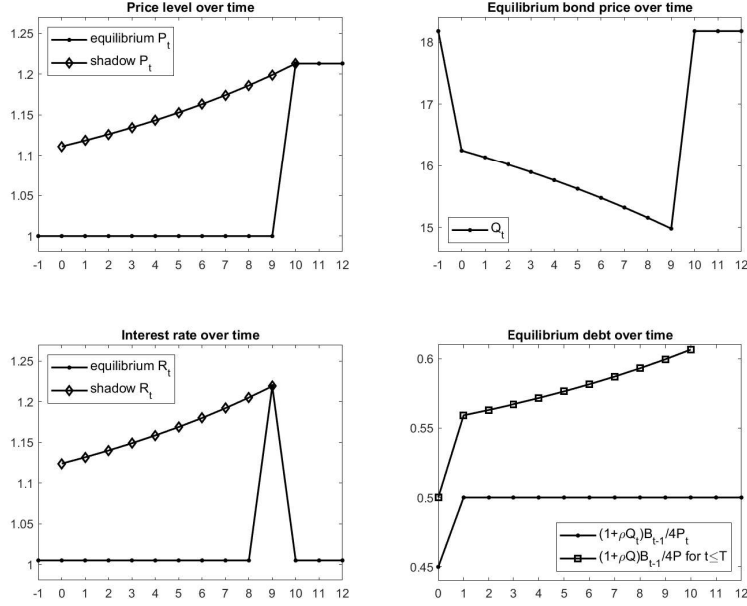 Price level over time
equilibrium P_t
shadow P_t
1.25
1.2
1.15
1.1
1.05
1
-1 0 1 2 3 4 5 6 7 8 9 10 11 12
Equilibrium bond price over time
18
17
16
15
Q_t
-1 0 1 2 3 4 5 6 7 8 9 10 11 12
Interest rate over time
equilibrium R_t
shadow R_t
1.25
1.2
1.15
1.1
1.05
1
-1 0 1 2 3 4 5 6 7 8 9 10 11 12
Equilibrium debt over time
0.6
0.55
0.5
0.45
(1+ρQ_t)B_{t-1}/4P_t
(1+ρQ)B_{t-1}/4P for t≤T
0 1 2 3 4 5 6 7 8 9 10 11 12